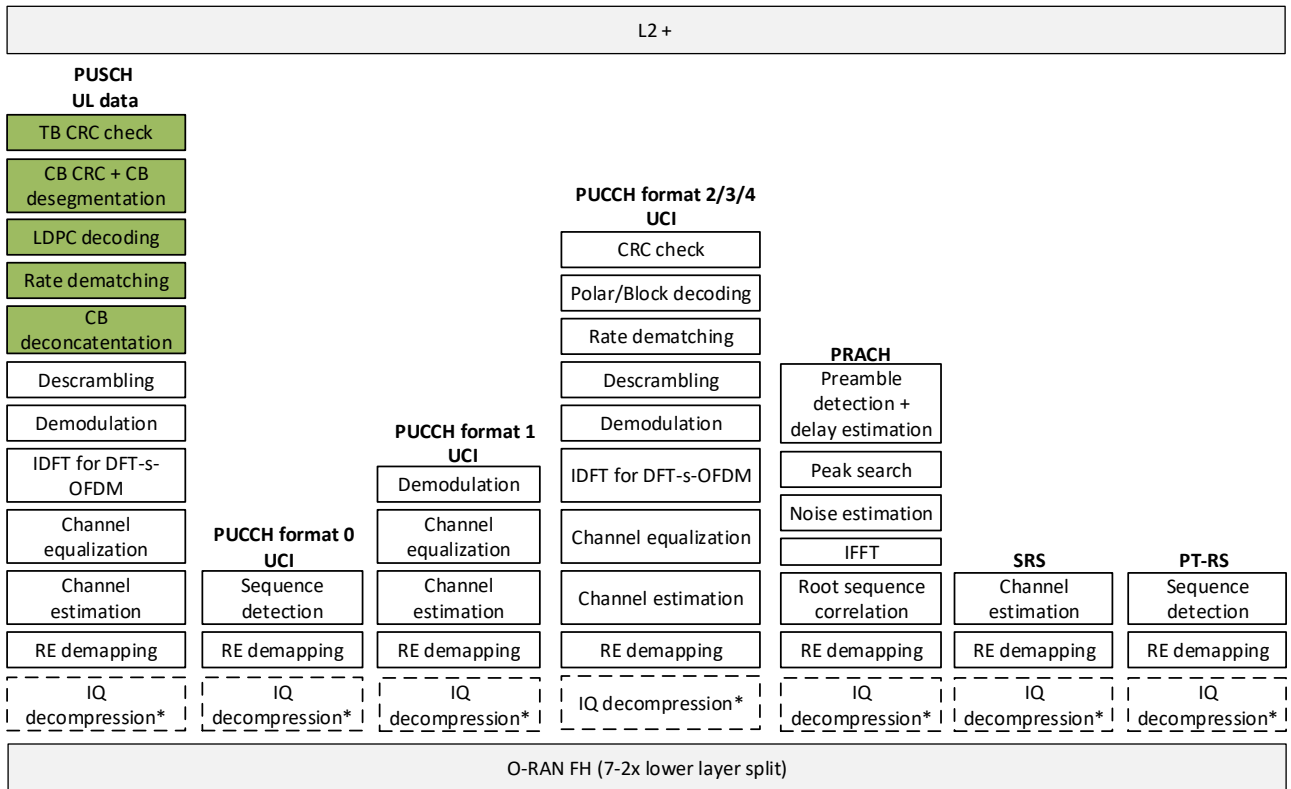 L2 +
PUSCH
UL data
TB CRC check
CB CRC + CB
desegmentation
LDPC decoding
Rate dematching
CB
deconcatentation
Descrambling
Demodulation
IDFT for DFT-s-
OFDM
Channel
equalization
Channel
estimation
RE demapping
IQ
decompression*
PUCCH format 0
UCI
Sequence
detection
RE demapping
IQ
decompression*
PUCCH format 1
UCI
Demodulation
Channel
equalization
Channel
estimation
RE demapping
IQ
decompression*
PUCCH format 2/3/4
UCI
CRC check
Polar/Block decoding
Rate dematching
Descrambling
Demodulation
IDFT for DFT-s-OFDM
Channel equalization
Channel estimation
RE demapping
IQ decompression*
PRACH
Preamble
detection +
delay estimation
Peak search
Noise estimation
IFFT
Root sequence
correlation
RE demapping
IQ
decompression*
SRS
Channel
estimation
RE demapping
IQ
decompression*
PT-RS
Sequence
detection
RE demapping
IQ
decompression*
O-RAN FH (7-2x lower layer split)